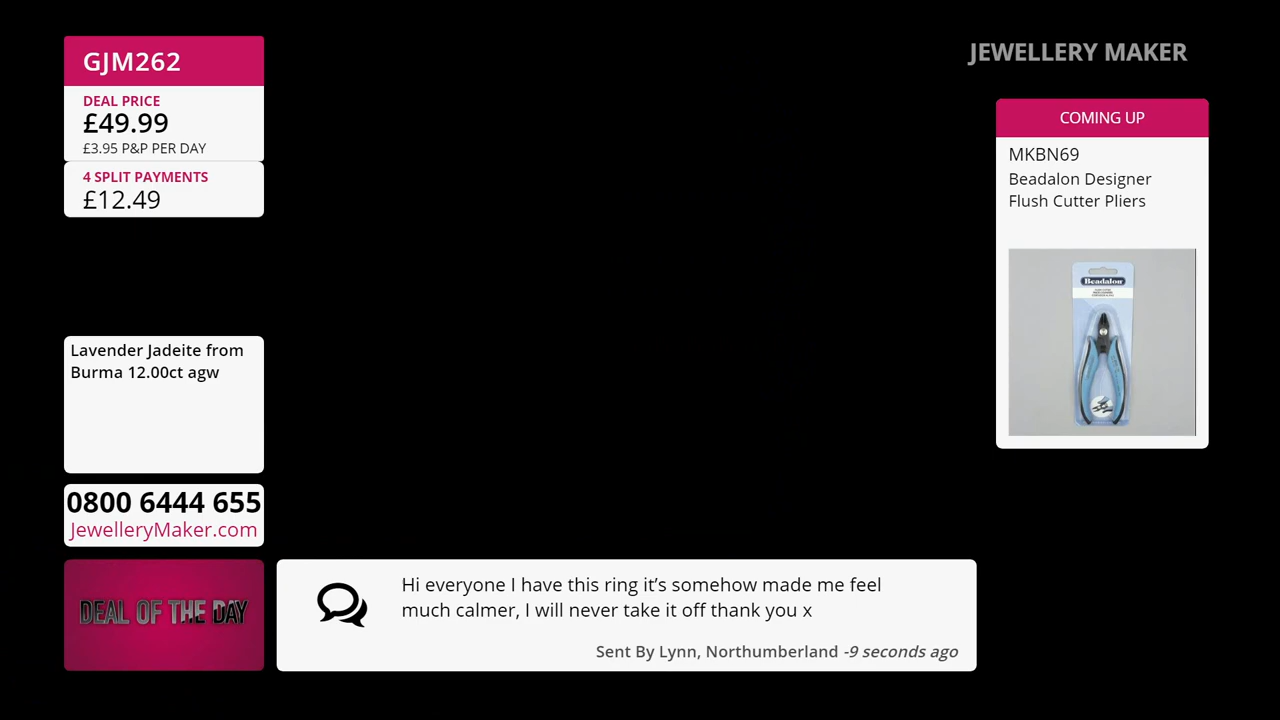 GJM262
DEAL PRICE
£49.99
£3.95 P&P PER DAY
4 SPLIT PAYMENTS
£12.49
Lavender Jadeite from
Burma 12.00ct agw
0800 6444 655
JewelleryMaker.com
DEAL OF THE DAY
Hi everyone I have this ring it’s somehow made me feel
much calmer, I will never take it off thank you x
Sent By Lynn, Northumberland -9 seconds ago
JEWELLERY MAKER
COMING UP
MKBN69
Beadalon Designer
Flush Cutter Pliers
Beadalon